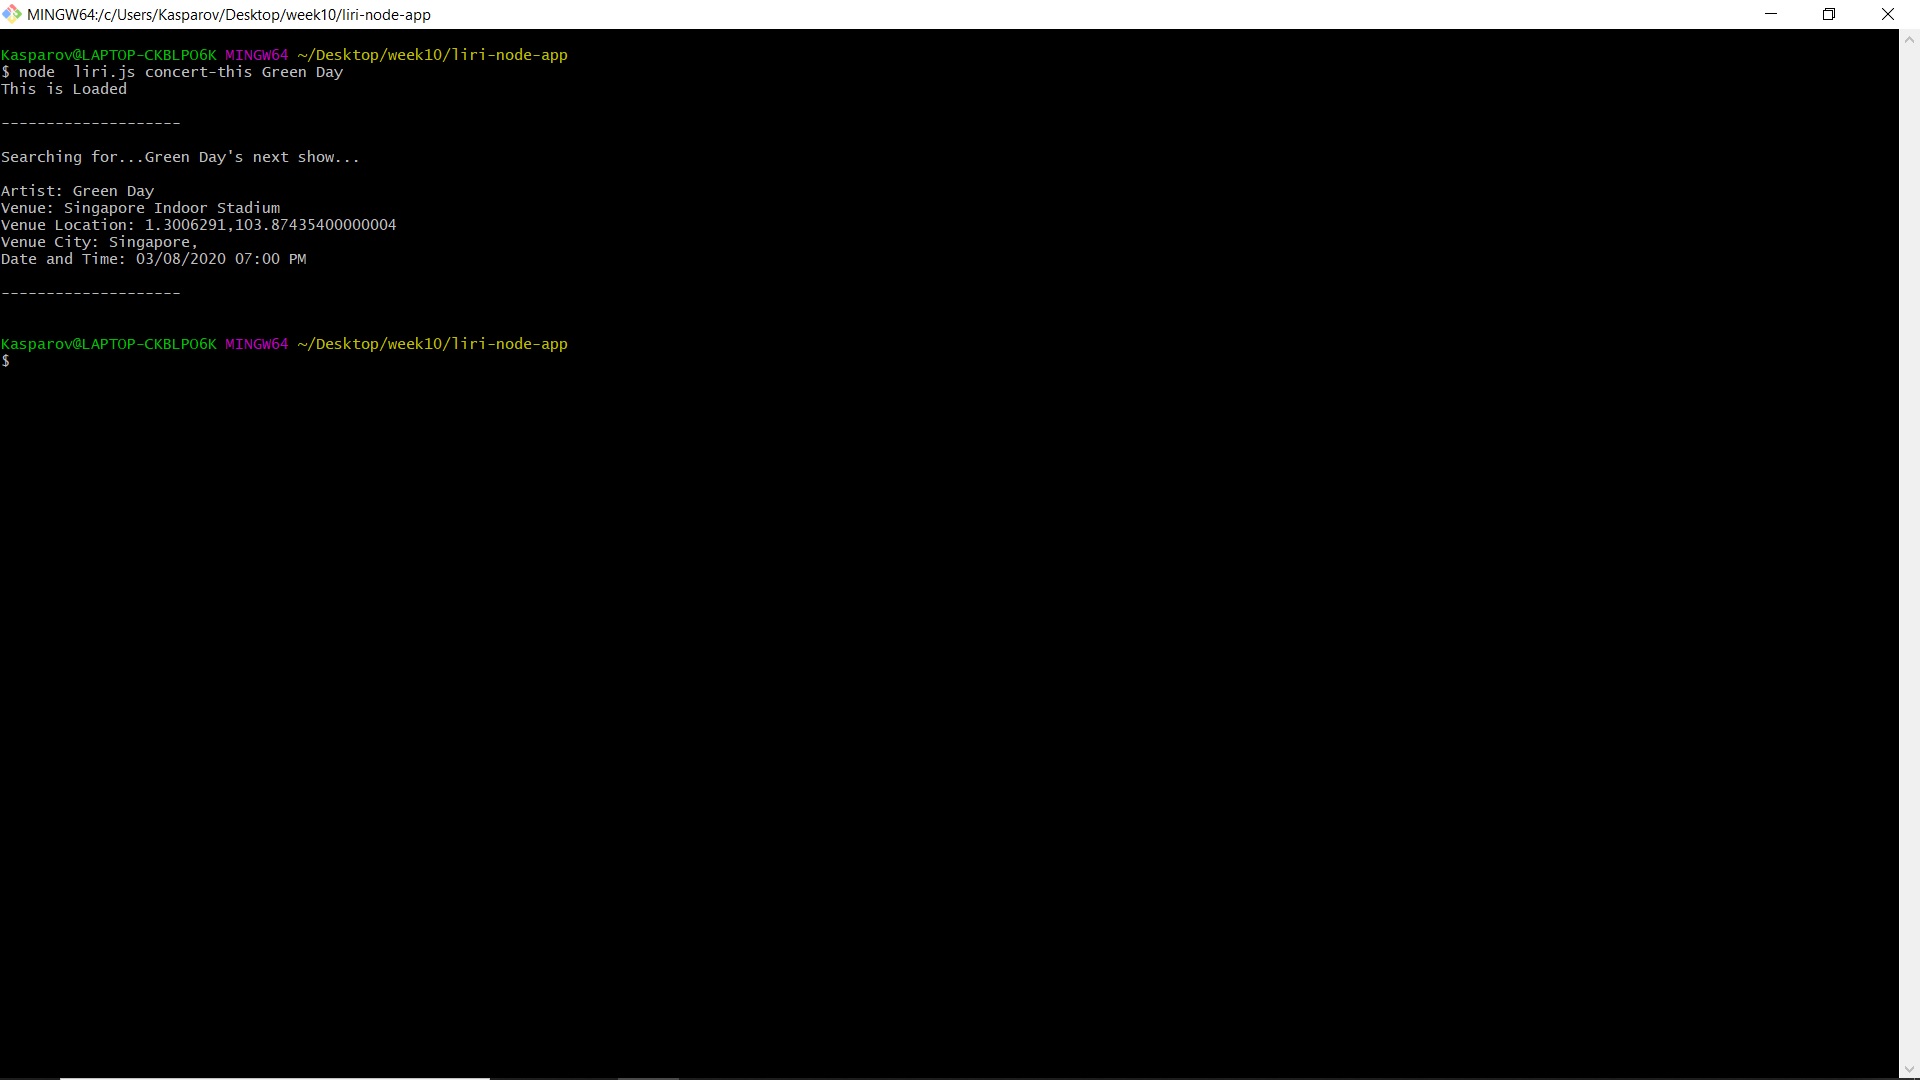 MINGW64:/c/Users/Kasparov/Desktop/week10/liri-node-app
Kasparov@LAPTOP-CKBLPO6K MINGW64 ~/Desktop/week10/liri-node-app
$ node  liri.js concert-this Green Day
This is Loaded
--------------------
Searching for...Green Day's next show...
Artist: Green Day
Venue: Singapore Indoor Stadium
Venue Location: 1.3006291,103.87435400000004
Venue City: Singapore,
Date and Time: 03/08/2020 07:00 PM
--------------------
Kasparov@LAPTOP-CKBLPO6K MINGW64 ~/Desktop/week10/liri-node-app
$